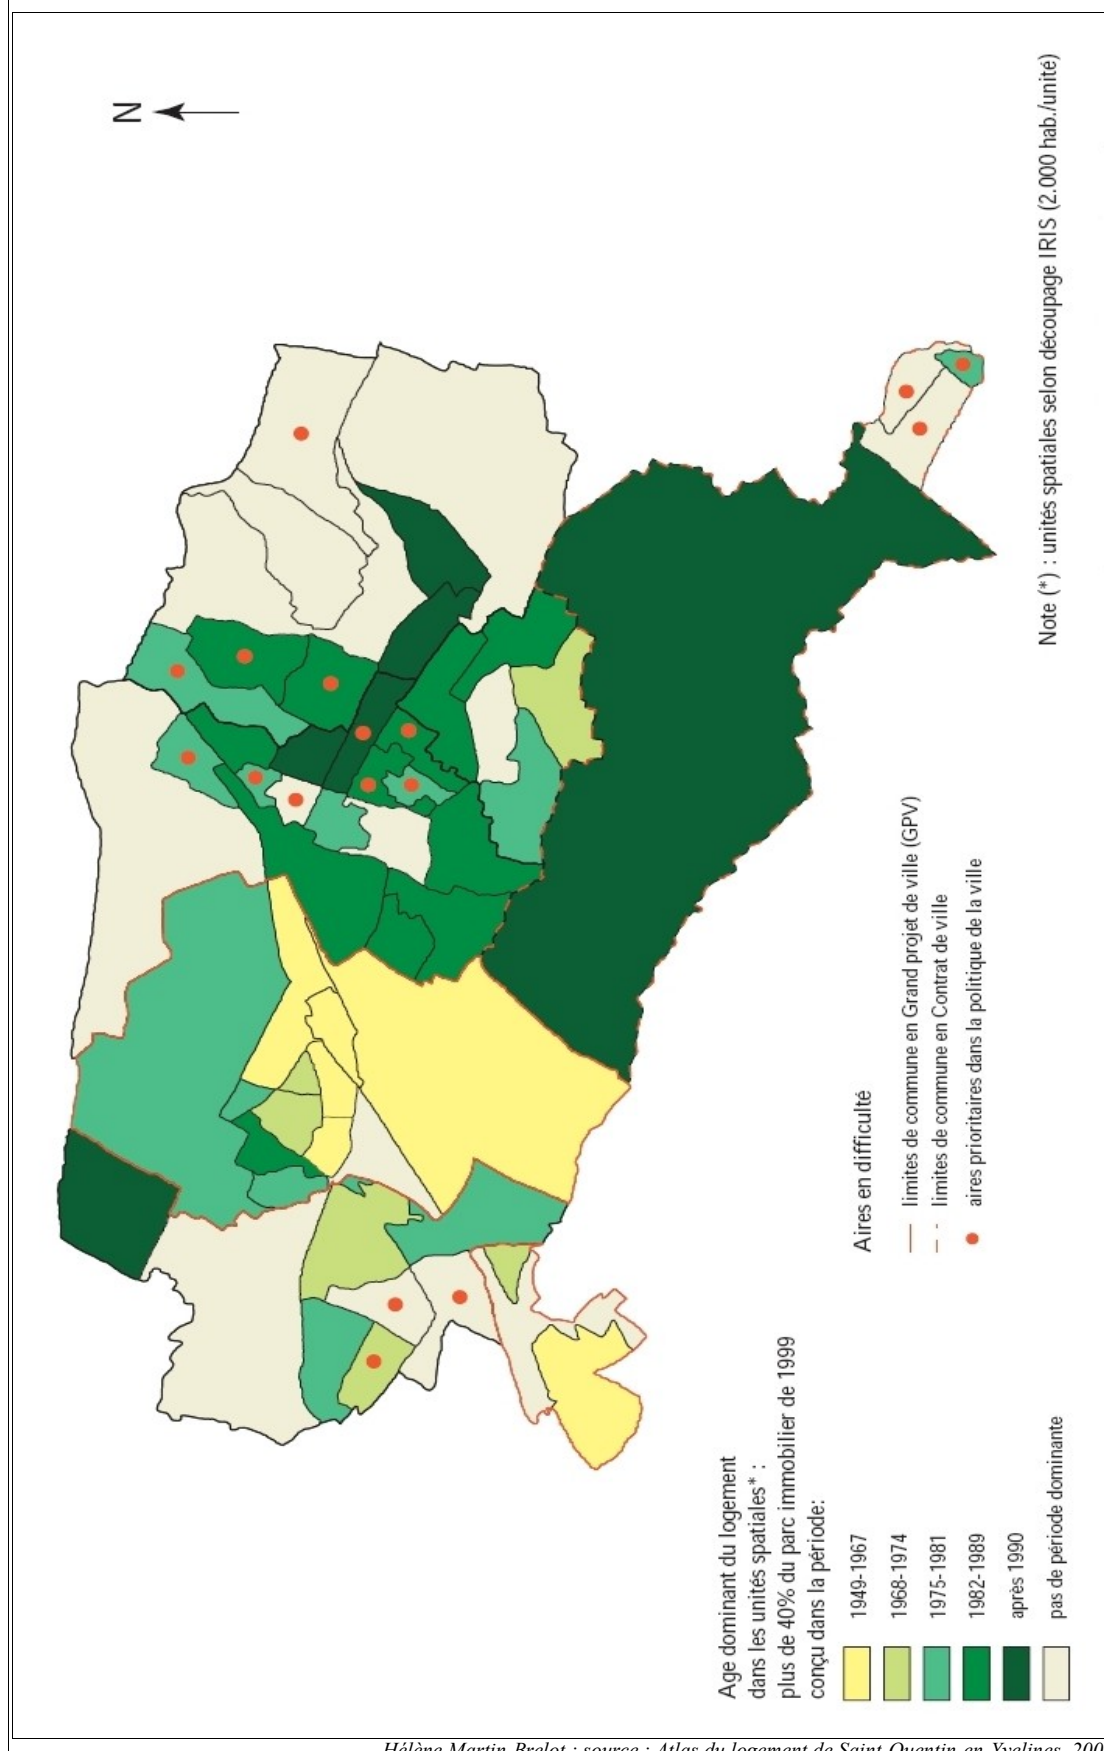 N
Age dominant du logement
dans les unités spatiales* :
plus de 40% du parc immobilier de 1999
conçu dans la période:
1949-1967
1968-1974
1975-1981
1982-1989
après 1990
pas de période dominante
Aires en difficulté
limites de commune en Grand projet de ville (GPV)
limites de commune en Contrat de ville
aires prioritaires dans la politique de la ville
Note (*) : unités spatiales selon découpage IRIS (2.000 hab./unité)
Hélène Martin-Brelot ; source : Atlas du logement de Saint-Quentin-en-Yvelines,